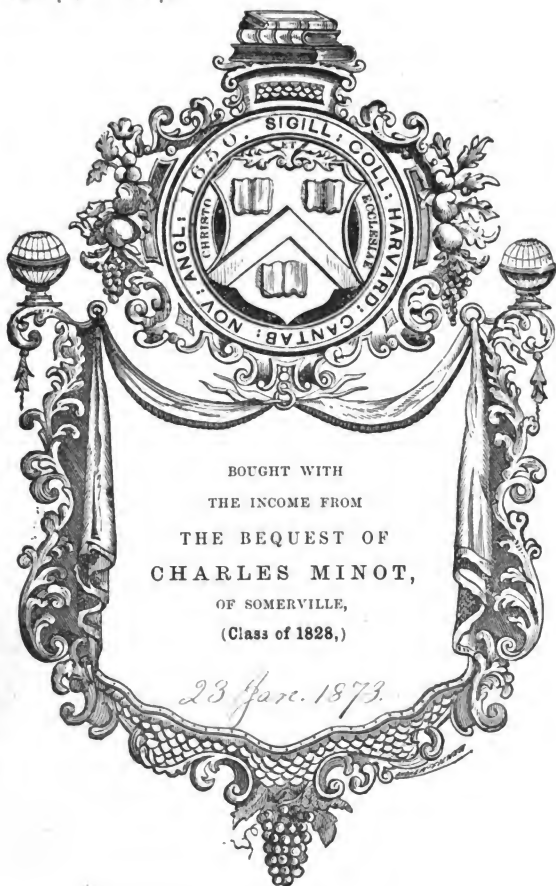 SIGILL: COLL: HARVARD: CANTAB: NOV: ANGL: 1650.
ET
CHRISTO
ECCLESIAE
BOUGHT WITH
THE INCOME FROM
THE BEQUEST OF
CHARLES MINOT,
OF SOMERVILLE,
(Class of 1828,)
23 Jan. 1873.